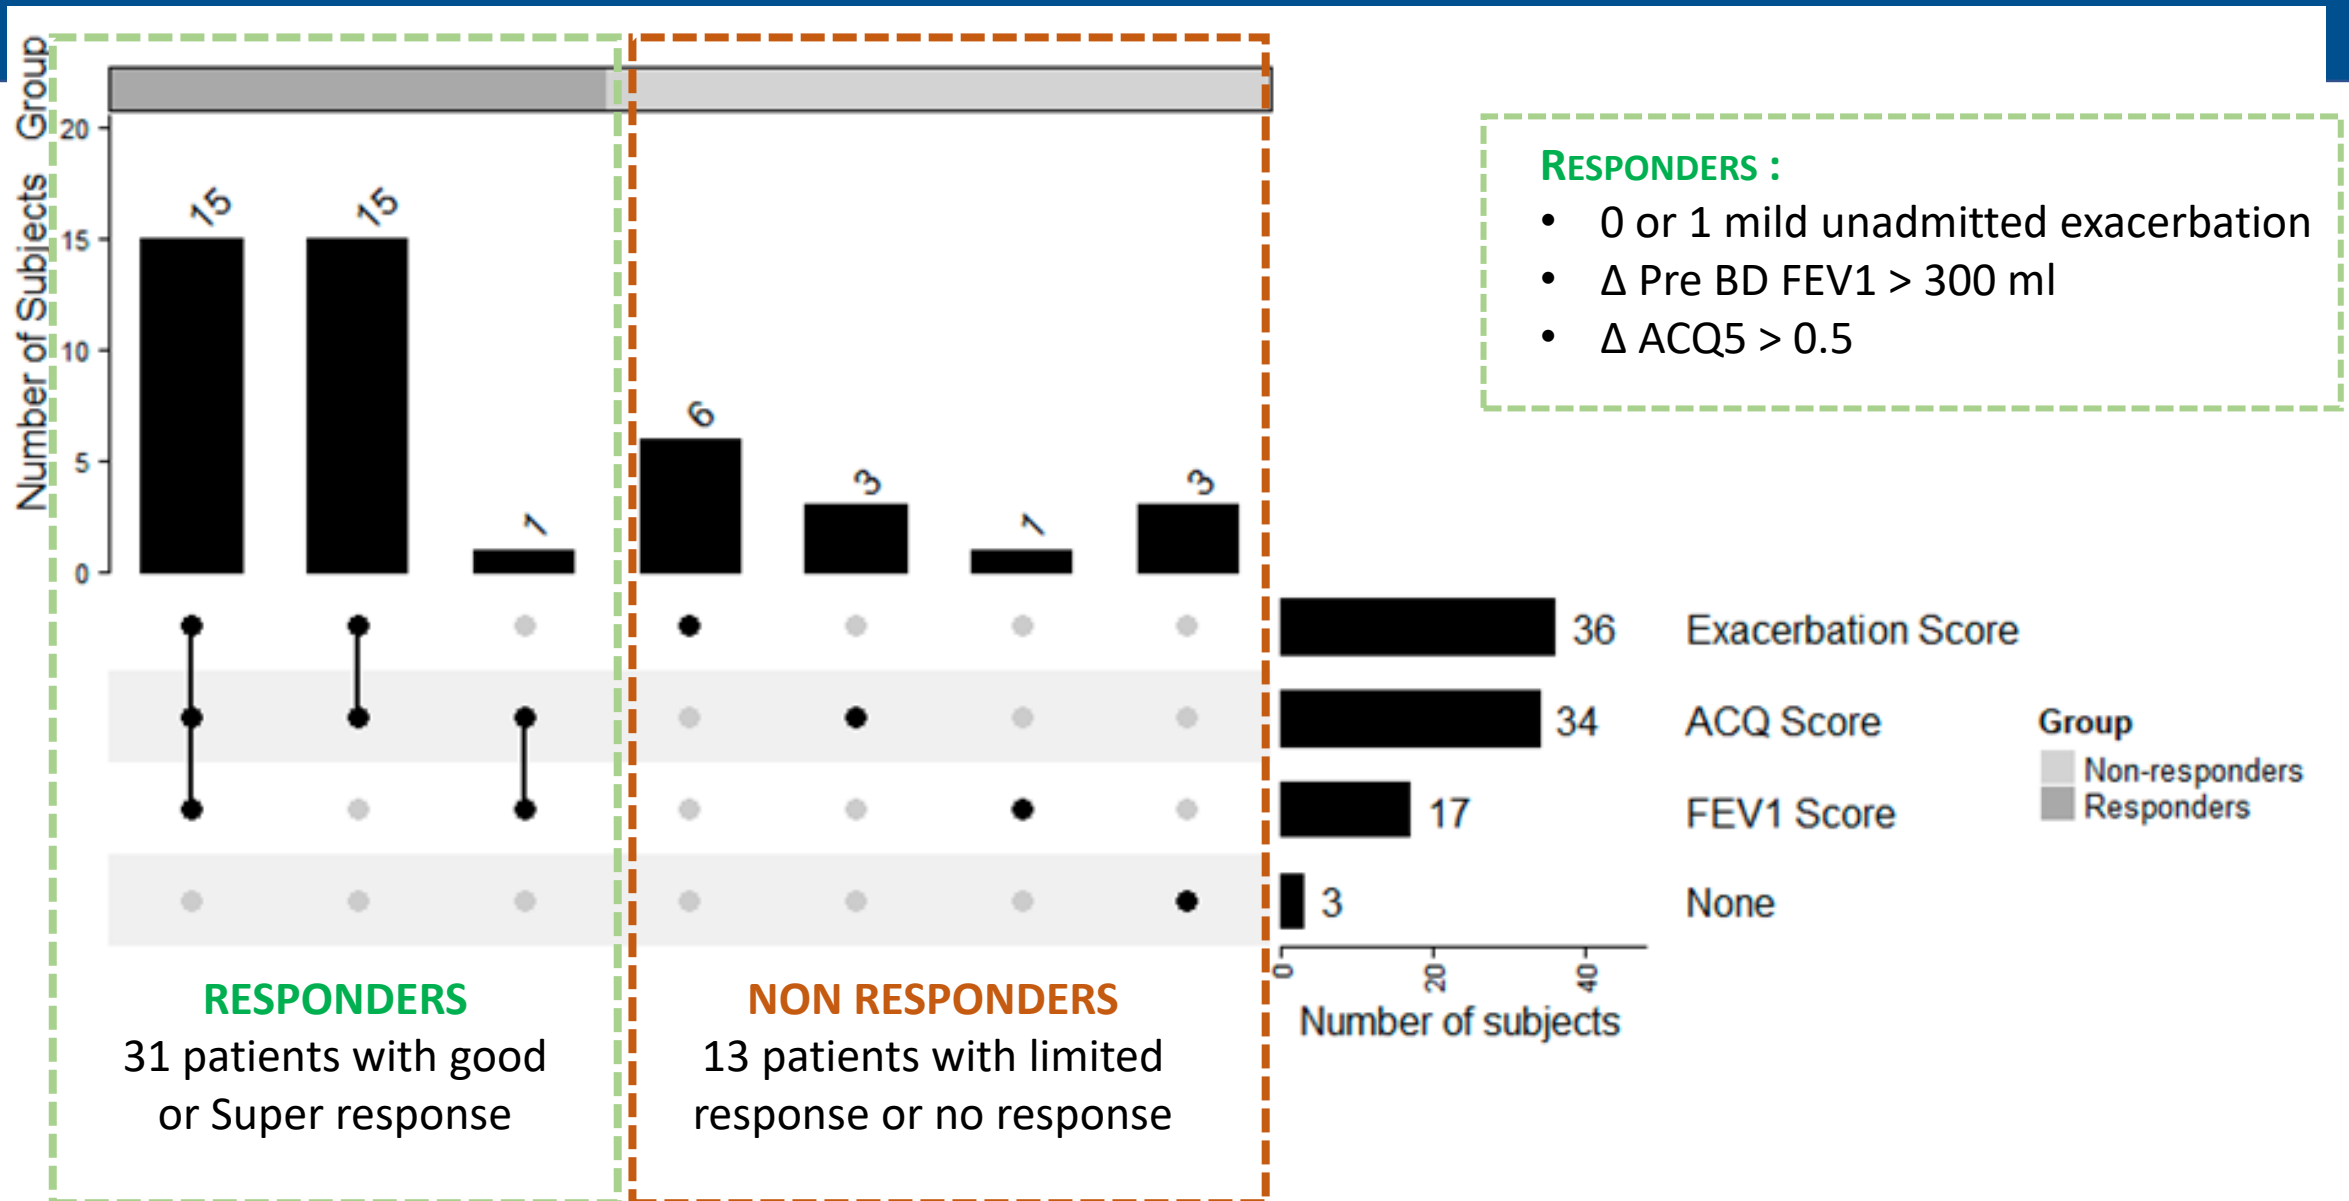 Group
Number of Subjects
20
15
10
5
0
15
15
1
6
3
1
3
RESPONDERS :
• 0 or 1 mild unadmitted exacerbation
• Δ Pre BD FEV1 > 300 ml
• Δ ACQ5 > 0.5
36 Exacerbation Score
34 ACQ Score
17 FEV1 Score
3 None
0 20 40
Number of subjects
Group
Non-responders
Responders
RESPONDERS
31 patients with good
or Super response
NON RESPONDERS
13 patients with limited
response or no response